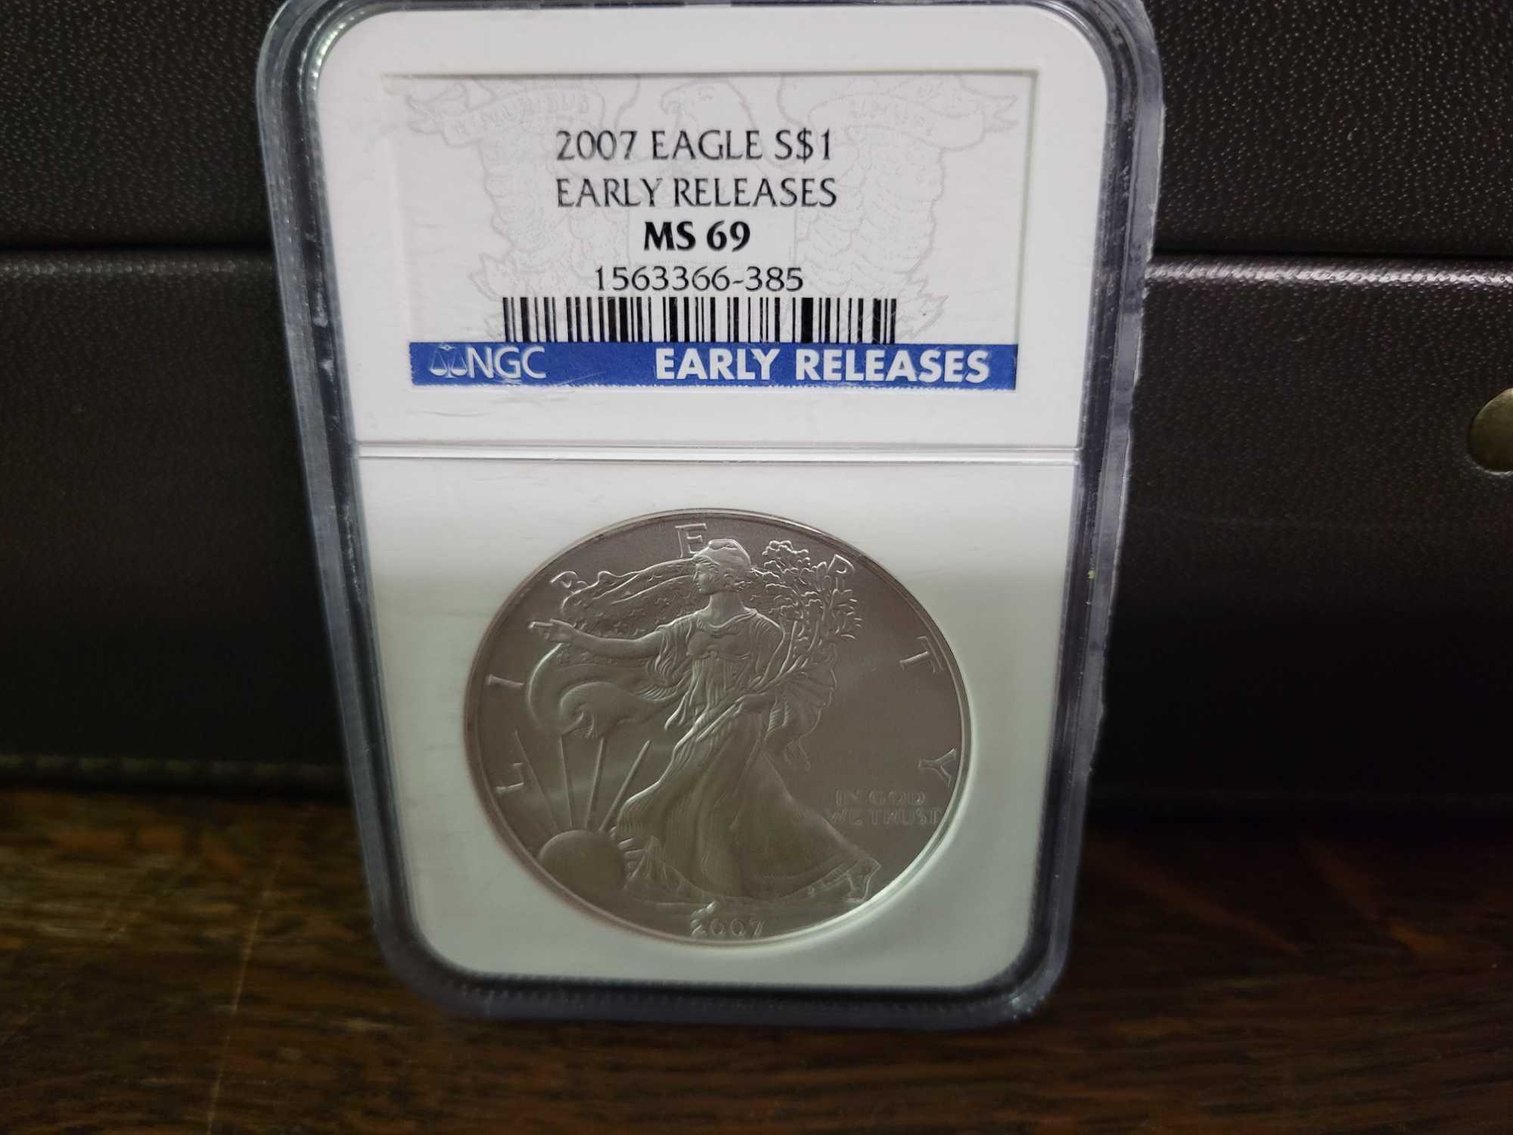 2007 EAGLE S$1
EARLY RELEASES
MS 69
1563366-385
NGC EARLY RELEASES
LIBERTY
IN GOD
WE TRUST
2007